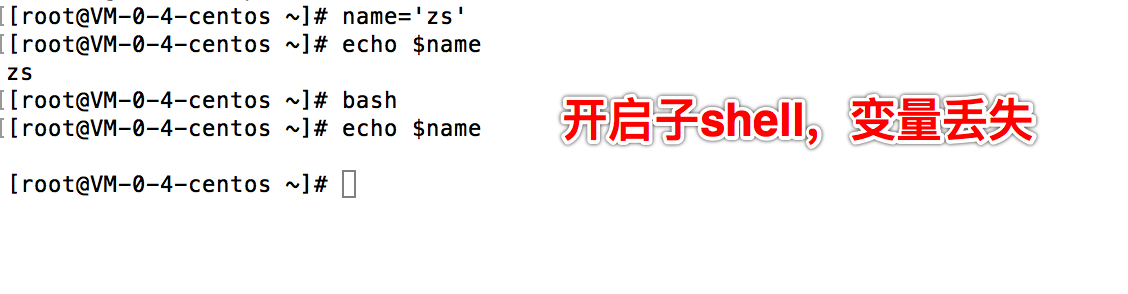 [[root@VM-0-4-centos ~]# name='zs'
[[root@VM-0-4-centos ~]# echo $name
zs
[[root@VM-0-4-centos ~]# bash
[[root@VM-0-4-centos ~]# echo $name
开启子shell，变量丢失
[root@VM-0-4-centos ~]#